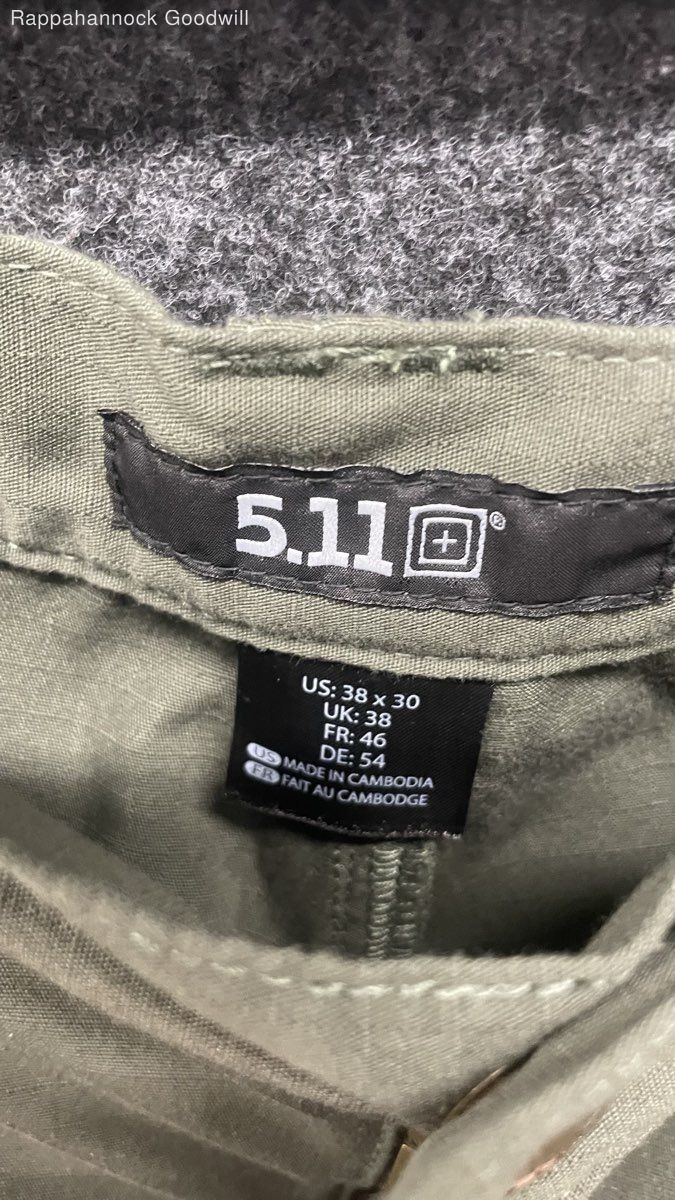 Rappahannock Goodwill
5.11®
US: 38 x 30
UK: 38
FR: 46
DE: 54
US MADE IN CAMBODIA
FR FAIT AU CAMBODGE